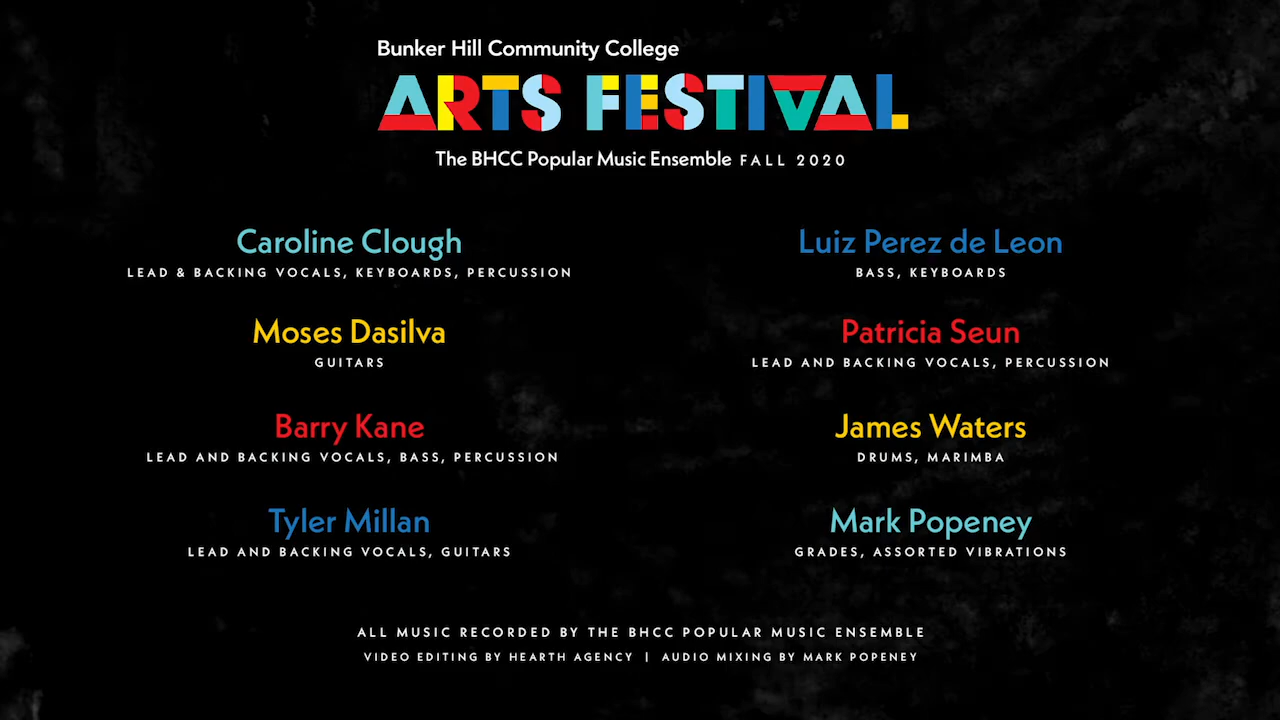 Bunker Hill Community College
ARTS FESTIVAL
The BHCC Popular Music Ensemble FALL 2020
Caroline Clough
LEAD & BACKING VOCALS, KEYBOARDS, PERCUSSION
Moses Dasilva
GUITARS
Barry Kane
LEAD AND BACKING VOCALS, BASS, PERCUSSION
Tyler Millan
LEAD AND BACKING VOCALS, GUITARS
Luiz Perez de Leon
BASS, KEYBOARDS
Patricia Seun
LEAD AND BACKING VOCALS, PERCUSSION
James Waters
DRUMS, MARIMBA
Mark Popeney
GRADES, ASSORTED VIBRATIONS
ALL MUSIC RECORDED BY THE BHCC POPULAR MUSIC ENSEMBLE
VIDEO EDITING BY HEARTH AGENCY | AUDIO MIXING BY MARK POPENEY